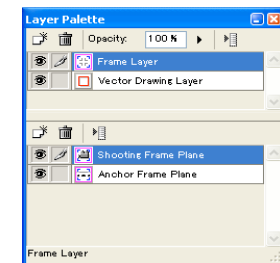 Layer Palette
Opacity: 100 %
Frame Layer
Vector Drawing Layer
Shooting Frame Plane
Anchor Frame Plane
Frame Layer